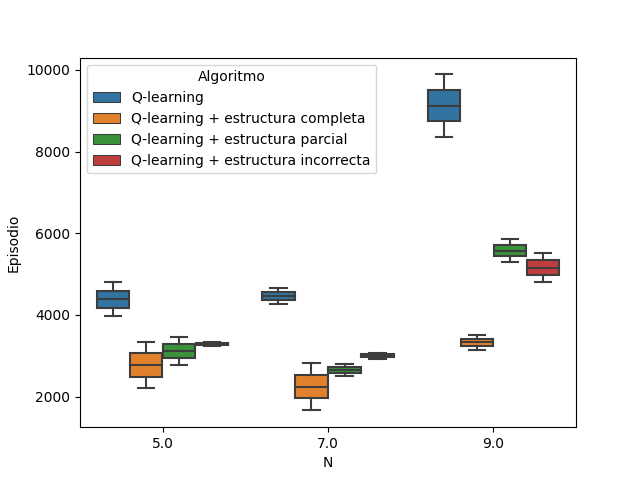 Algoritmo
Q-learning
Q-learning + estructura completa
Q-learning + estructura parcial
Q-learning + estructura incorrecta
Episodio
10000
8000
6000
4000
2000
5.0
7.0
9.0
N